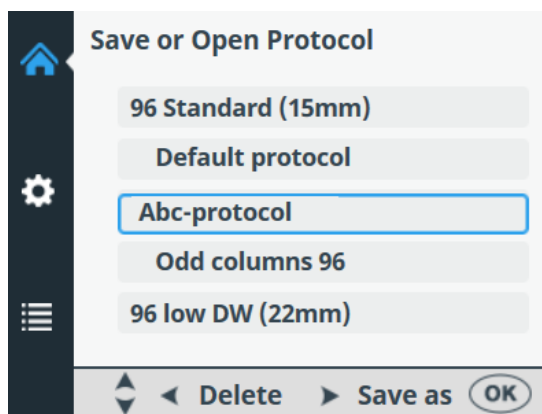 Save or Open Protocol
96 Standard (15mm)
Default protocol
Abc-protocol
Odd columns 96
96 low DW (22mm)
Delete Save as OK